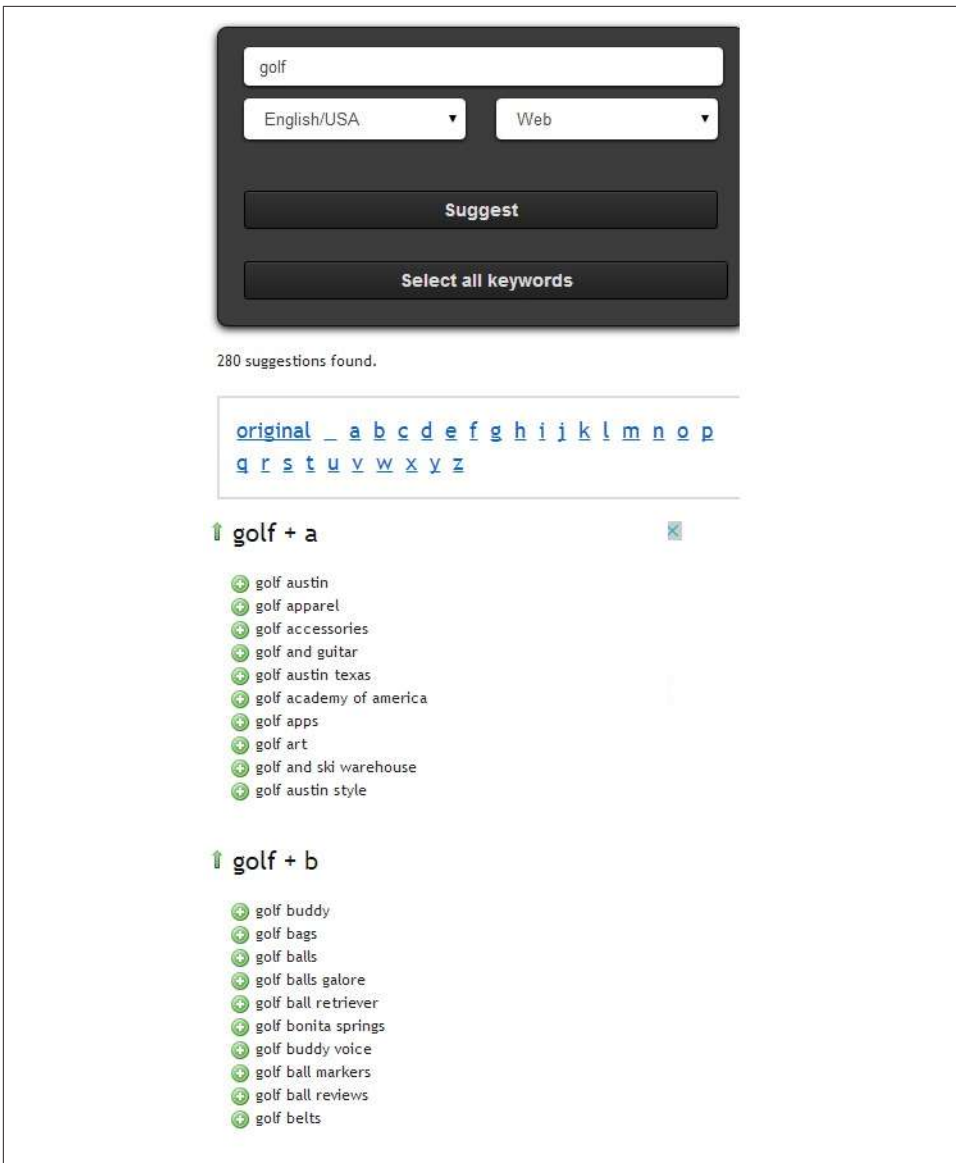 golf
English/USA ▼ Web ▼
Suggest
Select all keywords
280 suggestions found.
original _ a b c d e f g h i j k l m n o p
q r s t u v w x y z
golf + a
golf austin
golf apparel
golf accessories
golf and guitar
golf austin texas
golf academy of america
golf apps
golf art
golf and ski warehouse
golf austin style
golf + b
golf buddy
golf bags
golf balls
golf balls galore
golf ball retriever
golf bonita springs
golf buddy voice
golf ball markers
golf ball reviews
golf belts